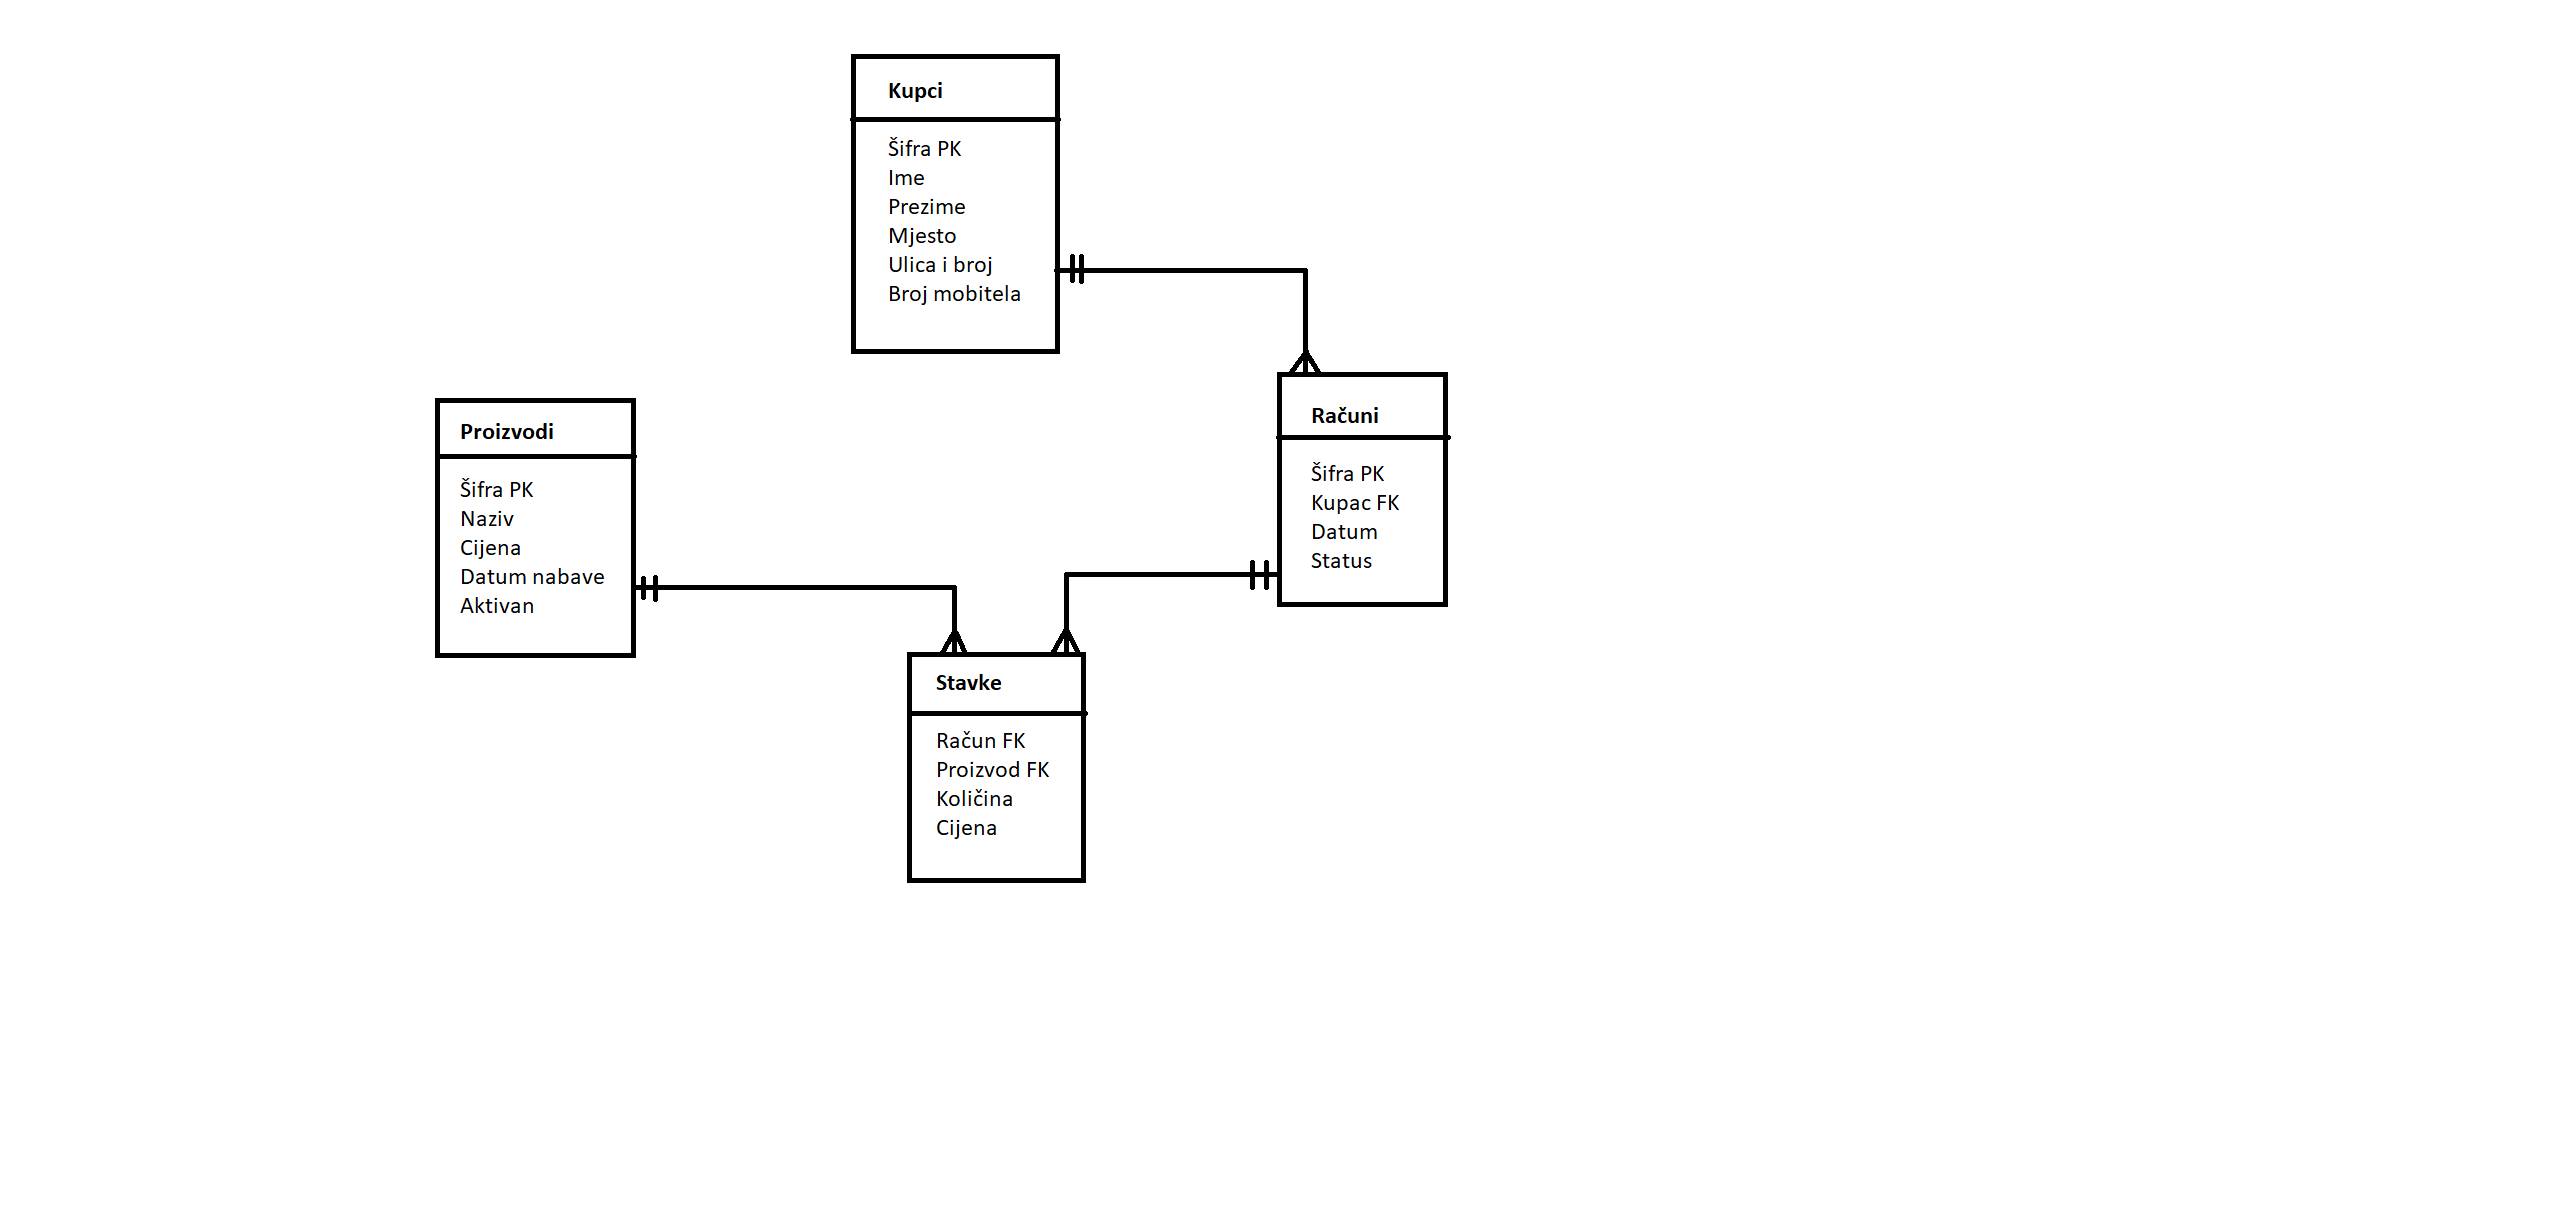 Kupci
Šifra PK
Ime
Prezime
Mjesto
Ulica i broj
Broj mobitela
Proizvodi
Šifra PK
Naziv
Cijena
Datum nabave
Aktivan
Računi
Šifra PK
Kupac FK
Datum
Status
Stavke
Račun FK
Proizvod FK
Količina
Cijena